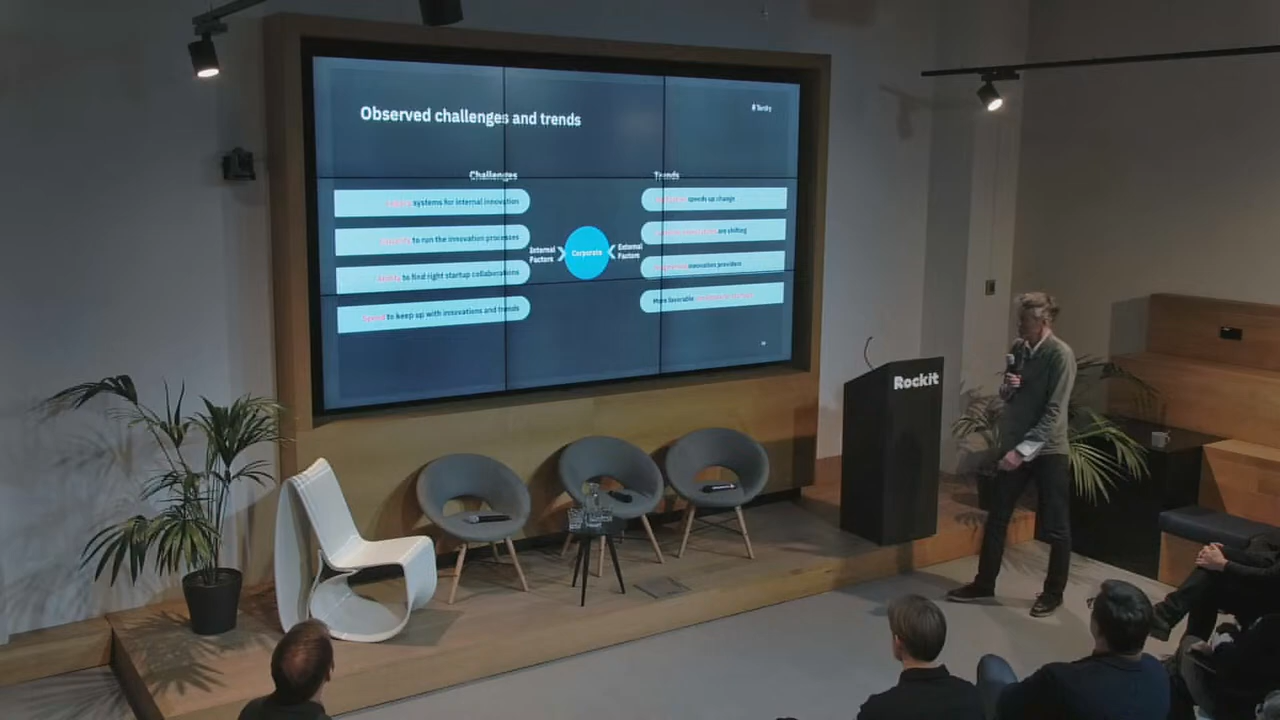 Observed challenges and trends
Challenges
systems for internal innovation
to run the innovation processes
Ability to find right startup collaborations
Speed to keep up with innovations and trends
Internal
Factors
Corporate
External
Factors
Trends
speeds up change
are shifting
innovation providers
More favorable
Rockit